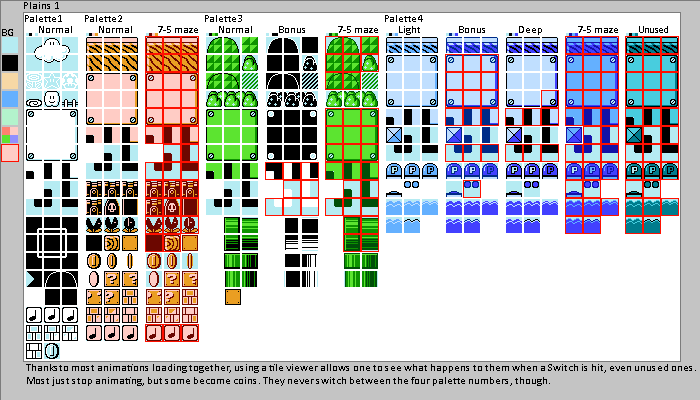 Plains 1
Palette1 Palette2 Palette3 Palette4
Normal Normal 7-5 maze Normal Bonus 7-5 maze Light Bonus Deep 7-5 maze Unused
BG
P P P P P P P P P P P P P P P
Thanks to most animations loading together, using a tile viewer allows one to see what happens to them when a Switch is hit, even unused ones.
Most just stop animating, but some become coins. They never switch between the four palette numbers, though.